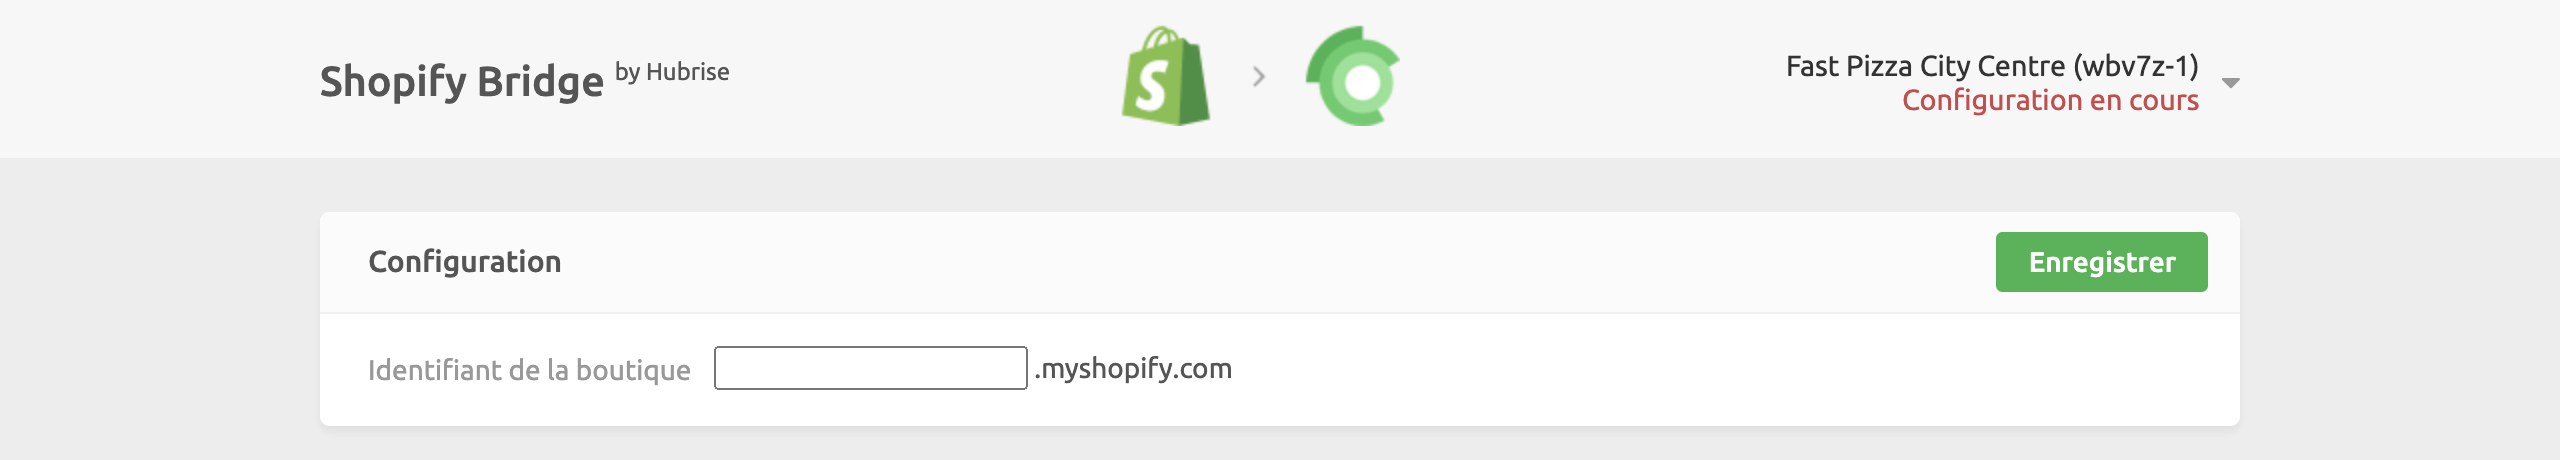 Shopify Bridge by Hubrise
Fast Pizza City Centre (wbv7z-1)
Configuration en cours
Configuration
Enregistrer
Identifiant de la boutique .myshopify.com